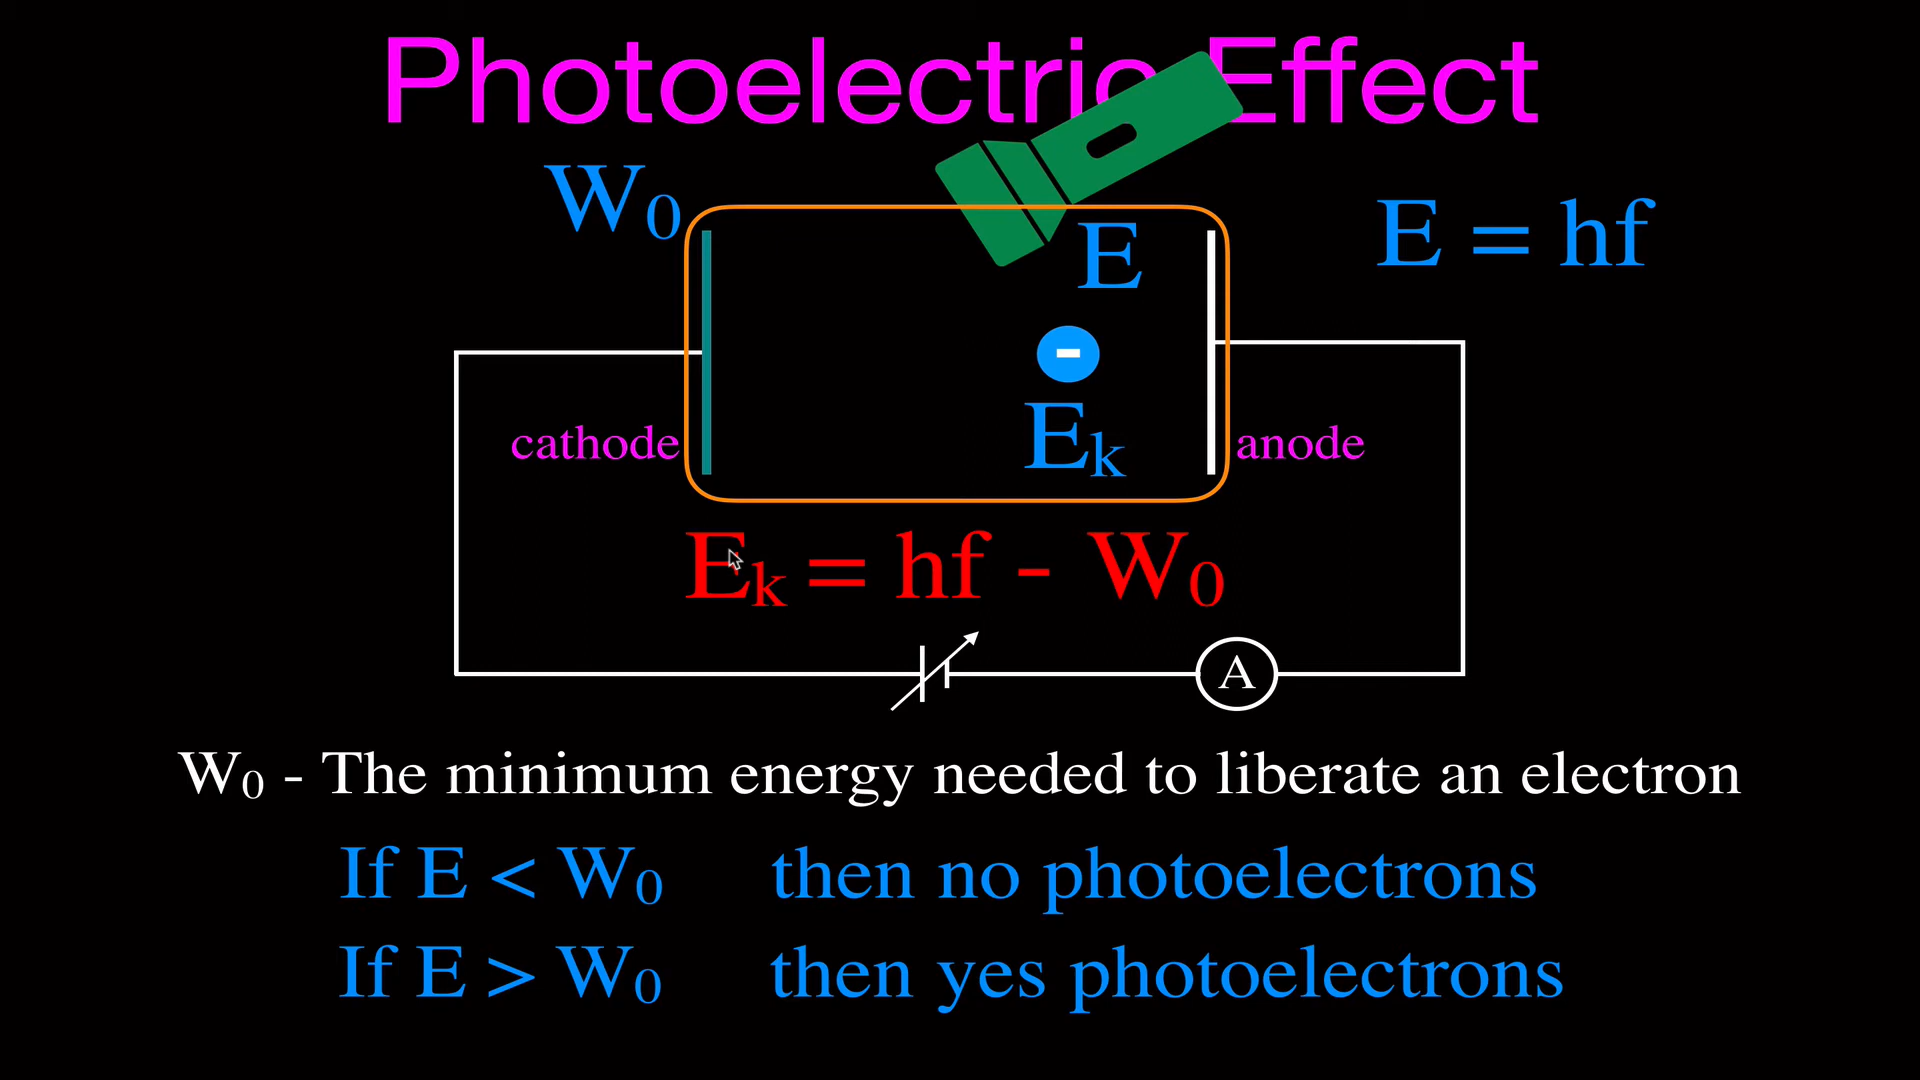 Photoelectric Effect
W₀
E = hf
E
-
Eₖ
cathode
anode
Eₖ = hf - W₀
A
W₀ - The minimum energy needed to liberate an electron
If E < W₀ then no photoelectrons
If E > W₀ then yes photoelectrons